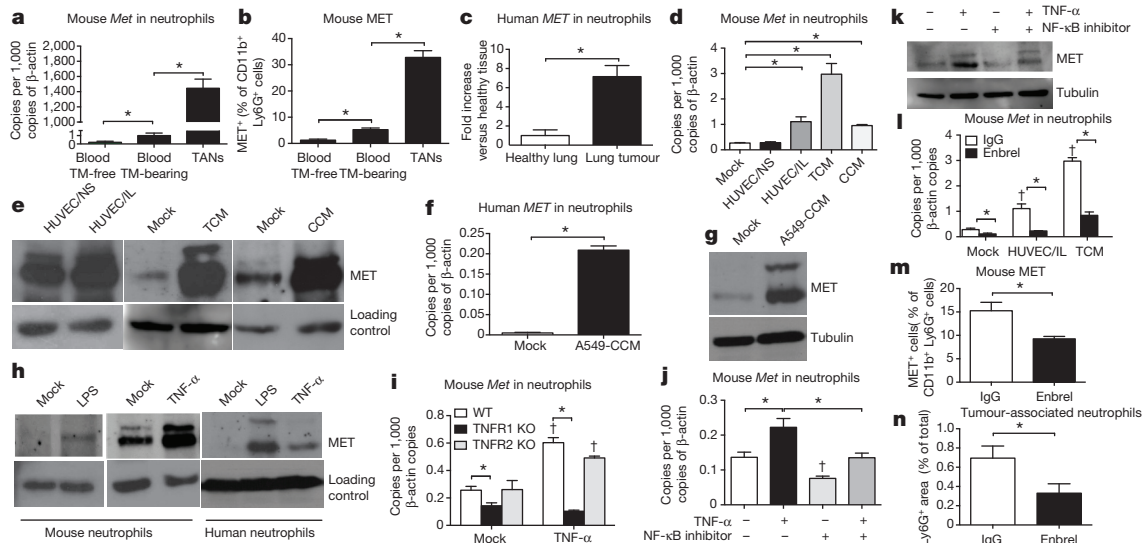 a
Mouse Met in neutrophils
Copies per 1,000
copies of β-actin
2,000
1,800
1,600
1,400
1,200
1,000
1
0
*
*
Blood
TM-free
Blood
TM-bearing
TANs
b
Mouse MET
MET+ (% of CD11b+
Ly6G+ cells)
40
30
20
10
0
*
*
Blood
TM-free
Blood
TM-bearing
TANs
c
Human MET in neutrophils
Fold increase
versus healthy tissue
10
8
6
4
2
0
*
Healthy lung
Lung tumour
d
Mouse Met in neutrophils
Copies per 1,000
copies of β-actin
5
4
3
2
1
0
*
*
*
Mock
HUVEC/NS
HUVEC/IL
TCM
CCM
e
HUVEC/NS
HUVEC/IL
Mock
TCM
Mock
CCM
MET
Loading
control
f
Human MET in neutrophils
Copies per 1,000
copies of β-actin
0.25
0.20
0.15
0.10
0.05
0
*
Mock
A549-CCM
g
Mock
A549-CCM
MET
Tubulin
h
Mock
LPS
Mock
TNF-α
Mock
LPS
TNF-α
MET
Loading
control
Mouse neutrophils
Human neutrophils
i
Mouse Met in neutrophils
Copies per 1,000
β-actin copies
0.8
0.6
0.4
0.2
0
WT
TNFR1 KO
TNFR2 KO
*
†
*
†
Mock
TNF-α
j
Mouse Met in neutrophils
Copies per 1,000
copies of β-actin
0.3
0.2
0.1
0
*
*
†
TNF-α – + – +
NF-κB inhibitor – – + +
k
– + – + TNF-α
– – + + NF-κB inhibitor
MET
Tubulin
l
Mouse Met in neutrophils
Copies per 1,000
β-actin copies
5
4
3
2
1
0
IgG
Enbrel
*
†
*
†
*
Mock
HUVEC/IL
TCM
m
Mouse MET
MET+ cells( % of
CD11b+ Ly6G+ cells)
20
15
10
5
0
*
IgG
Enbrel
n
Tumour-associated neutrophils
Ly6G+ area (% of total)
1.0
0.8
0.6
0.4
0.2
0
*
IgG
Enbrel